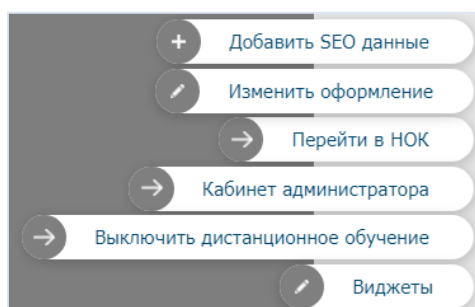 Добавить SEO данные
Изменить оформление
Перейти в НОК
Кабинет администратора
Выключить дистанционное обучение
Виджеты